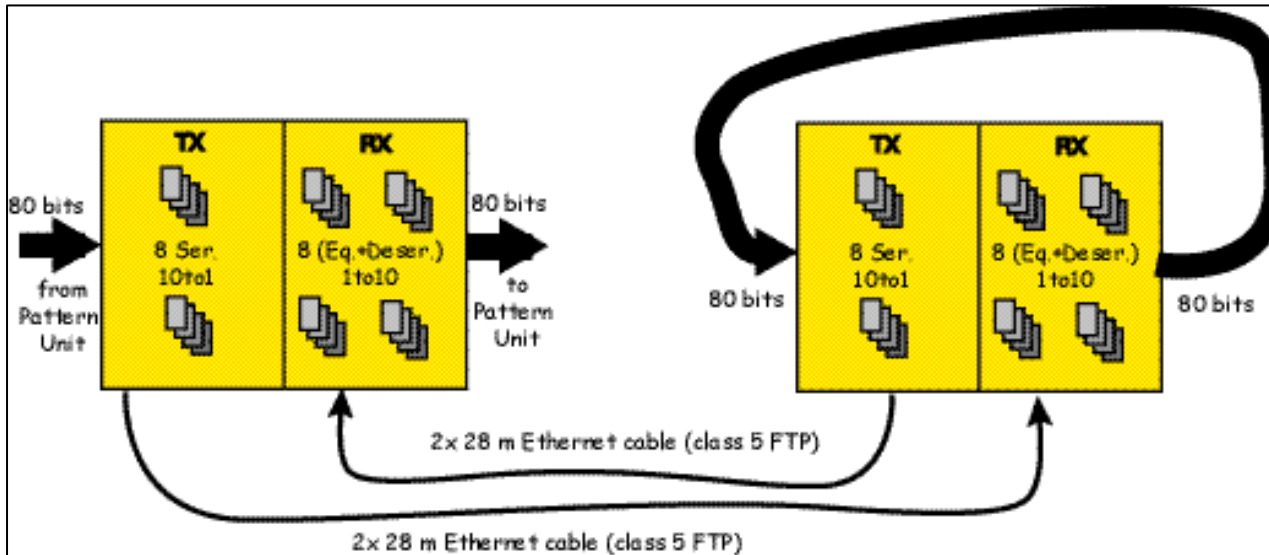 TX
RX
80 bits
from
Pattern
Unit
8 Ser.
10to1
8 (Eq.+Deser.)
1to10
80 bits
to
Pattern
Unit
TX
RX
80 bits
8 Ser.
10to1
8 (Eq.+Deser.)
1to10
80 bits
2x 28 m Ethernet cable (class 5 FTP)
2x 28 m Ethernet cable (class 5 FTP)